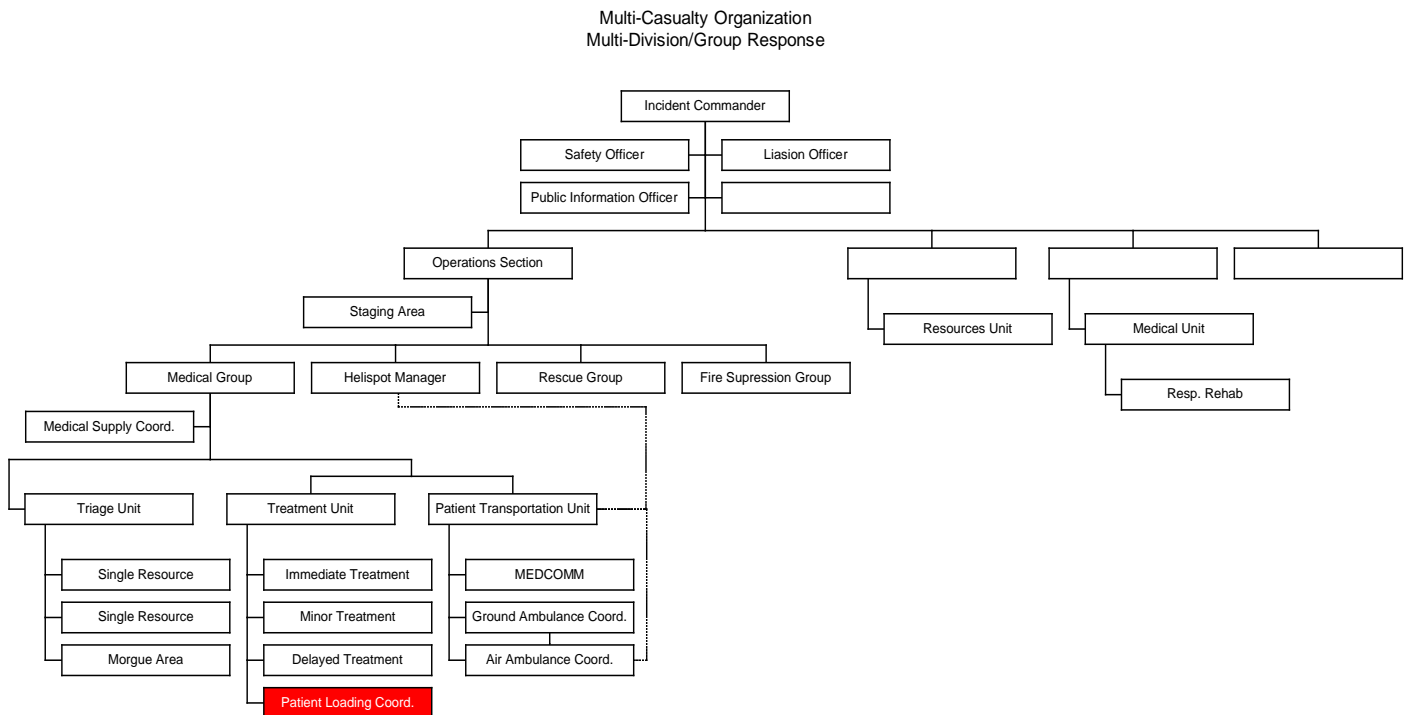 Multi-Casualty Organization
Multi-Division/Group Response
Incident Commander
Safety Officer
Liasion Officer
Public Information Officer
Operations Section
Staging Area
Resources Unit
Medical Unit
Medical Group
Helispot Manager
Rescue Group
Fire Supression Group
Resp. Rehab
Medical Supply Coord.
Triage Unit
Treatment Unit
Patient Transportation Unit
Single Resource
Immediate Treatment
MEDCOMM
Single Resource
Minor Treatment
Ground Ambulance Coord.
Morgue Area
Delayed Treatment
Air Ambulance Coord.
Patient Loading Coord.